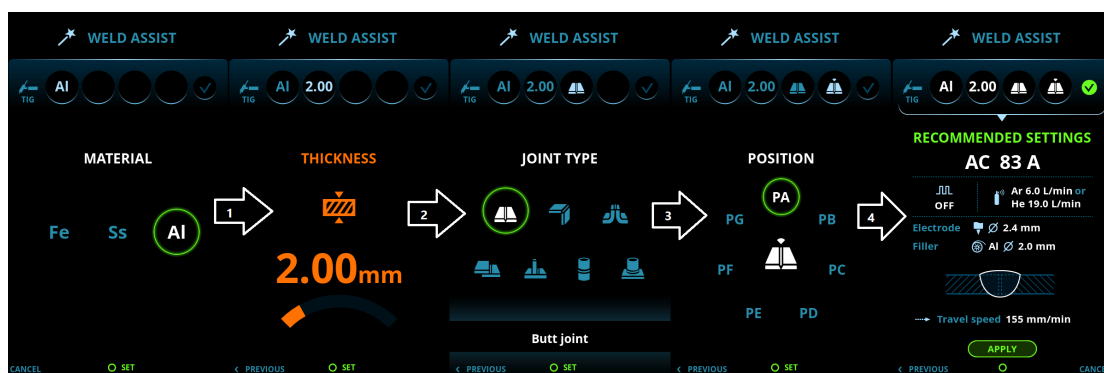 WELD ASSIST
TIG
Al
MATERIAL
Fe Ss Al
CANCEL
SET
1
WELD ASSIST
TIG
Al 2.00
THICKNESS
2.00mm
< PREVIOUS
SET
2
WELD ASSIST
TIG
Al 2.00
JOINT TYPE
Butt joint
< PREVIOUS
SET
3
WELD ASSIST
TIG
Al 2.00
POSITION
PA
PG PB
PF PC
PE PD
< PREVIOUS
SET
4
WELD ASSIST
TIG
Al 2.00
RECOMMENDED SETTINGS
AC 83 A
OFF
Ar 6.0 L/min or
He 19.0 L/min
Electrode Ø 2.4 mm
Filler Al Ø 2.0 mm
Travel speed 155 mm/min
APPLY
< PREVIOUS
CANCE